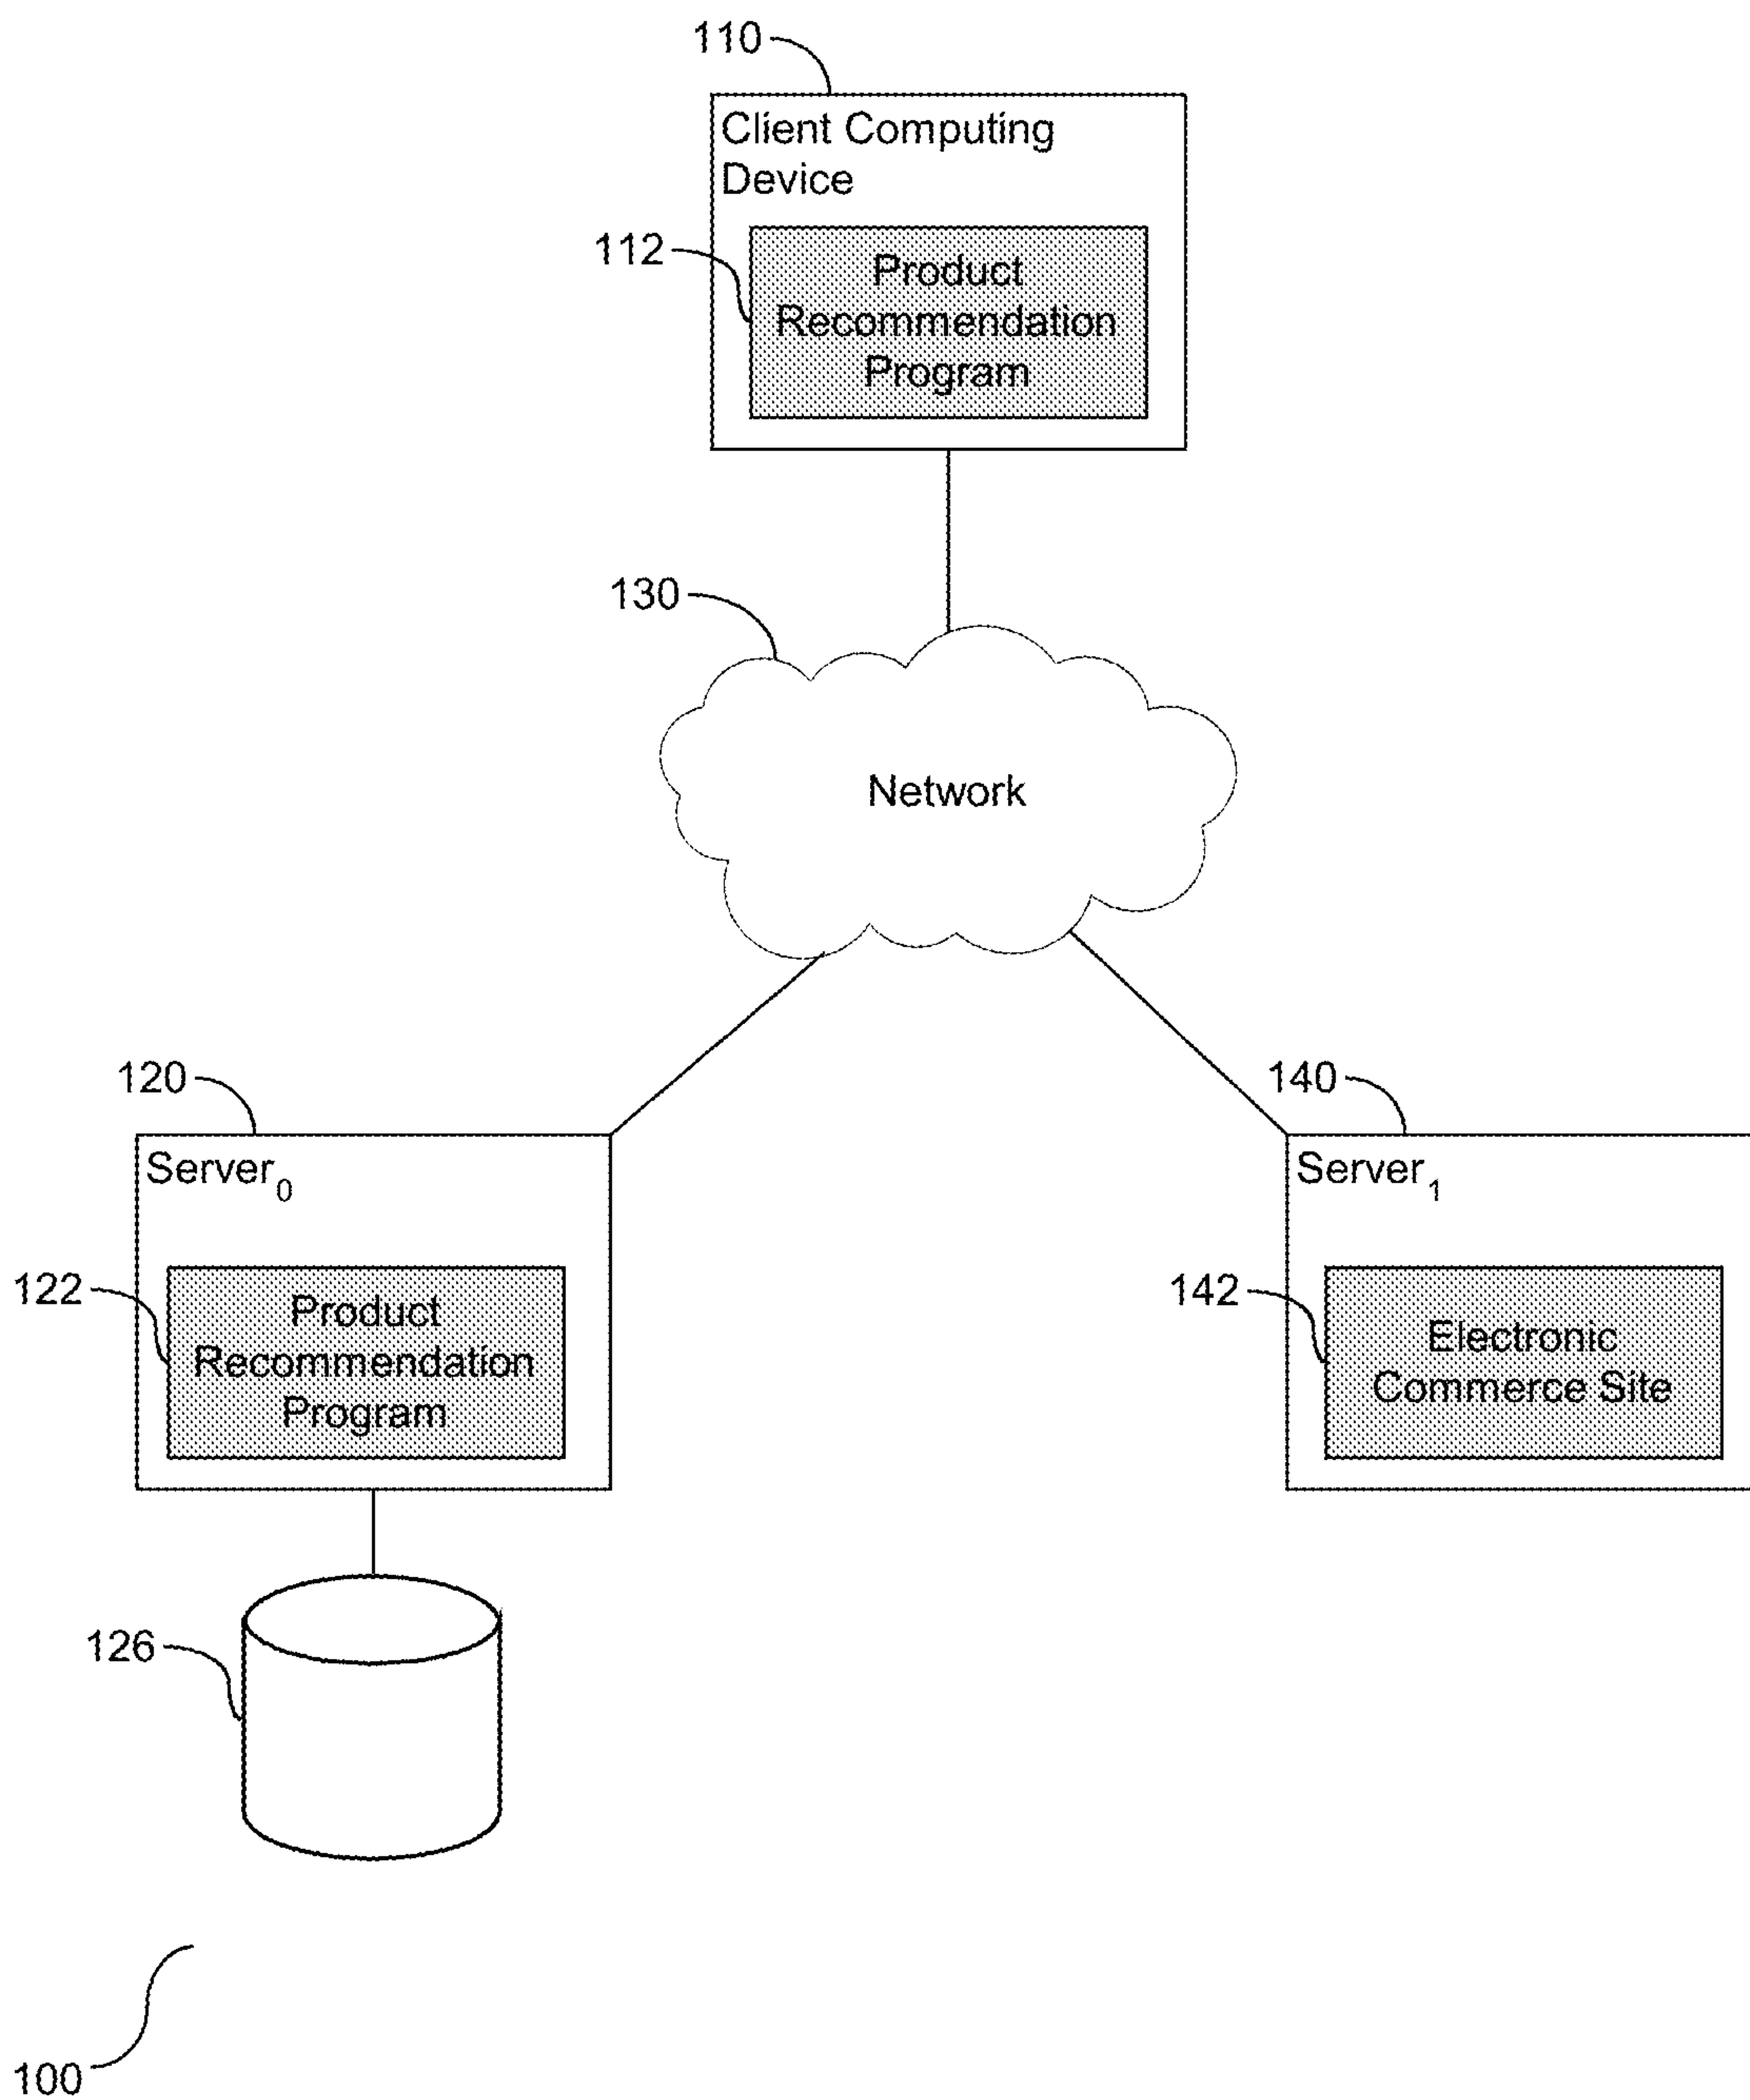 110
Client Computing
Device
112
Product
Recommendation
Program
130
Network
120
140
Server0
Server1
122
Product
Recommendation
Program
142
Electronic
Commerce Site
126
100